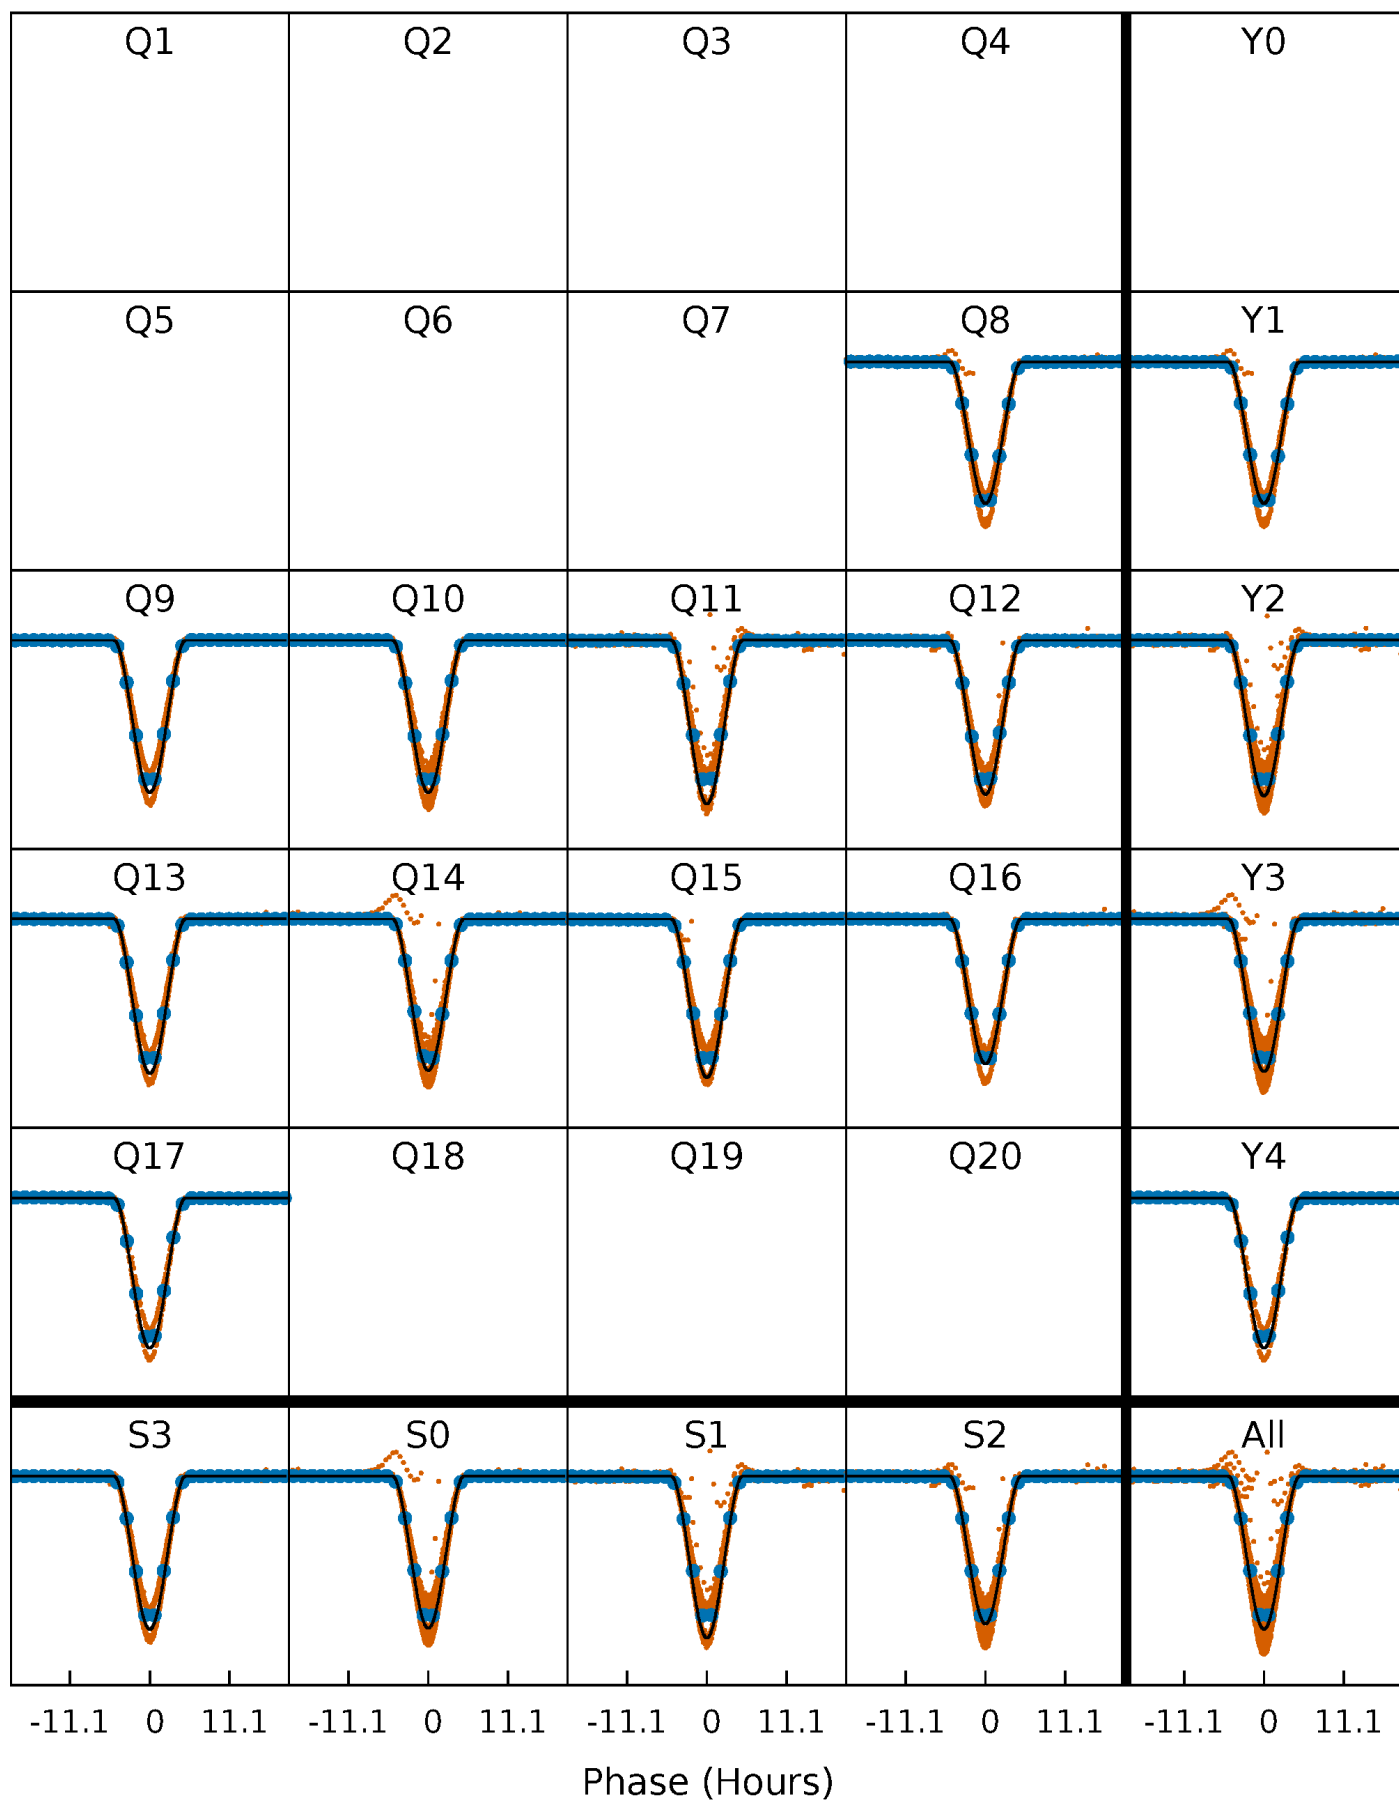 Q1 Q2 Q3 Q4 Y0
Q5 Q6 Q7 Q8 Y1
Q9 Q10 Q11 Q12 Y2
Q13 Q14 Q15 Q16 Y3
Q17 Q18 Q19 Q20 Y4
S3 S0 S1 S2 All
-11.1 0 11.1 -11.1 0 11.1 -11.1 0 11.1 -11.1 0 11.1 -11.1 0 11.1
Phase (Hours)